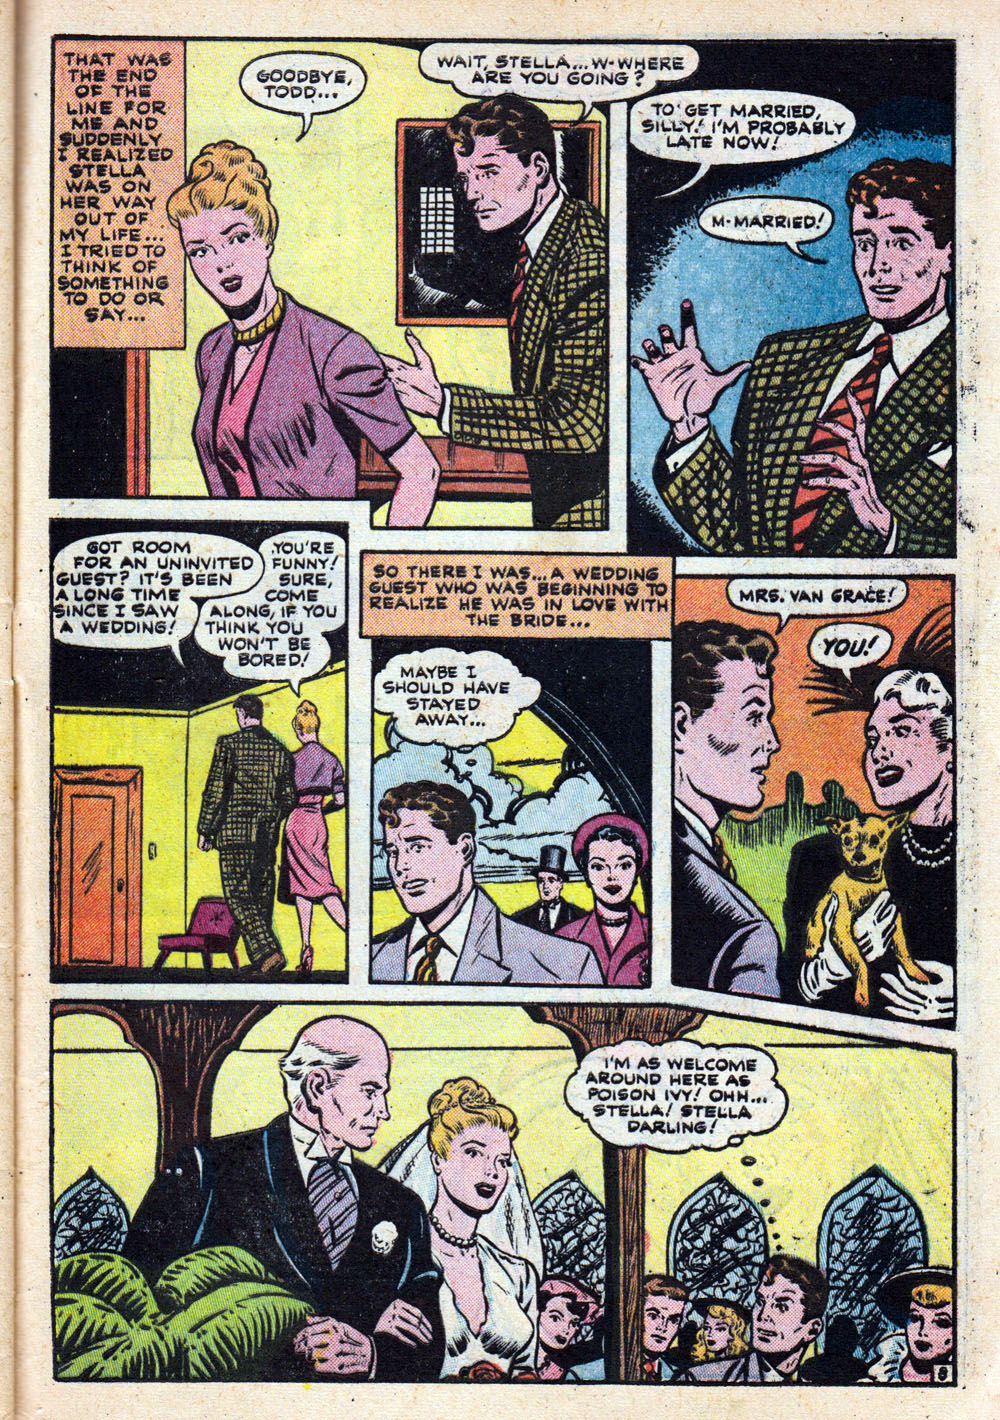 THAT WAS
THE END
OF THE
LINE FOR
ME AND
SUDDENLY
I REALIZED
STELLA
WAS ON
HER WAY
OUT OF
MY LIFE...
I TRIED TO
THINK OF
SOMETHING
TO DO OR
SAY...
GOODBYE,
TODD...
WAIT, STELLA... W-WHERE
ARE YOU GOING?
TO GET MARRIED,
SILLY! I'M PROBABLY
LATE NOW!
M-MARRIED!
GOT ROOM
FOR AN UNINVITED
GUEST? IT'S BEEN
A LONG TIME
SINCE I SAW
A WEDDING!
YOU'RE
FUNNY!
SURE,
COME
ALONG, IF YOU
THINK YOU
WON'T BE
BORED!
SO THERE I WAS... A WEDDING
GUEST WHO WAS BEGINNING TO
REALIZE HE WAS IN LOVE WITH
THE BRIDE...
MAYBE I
SHOULD HAVE
STAYED
AWAY...
MRS. VAN GRACE!
YOU!
I'M AS WELCOME
AROUND HERE AS
POISON IVY! OHH...
STELLA! STELLA
DARLING!
8